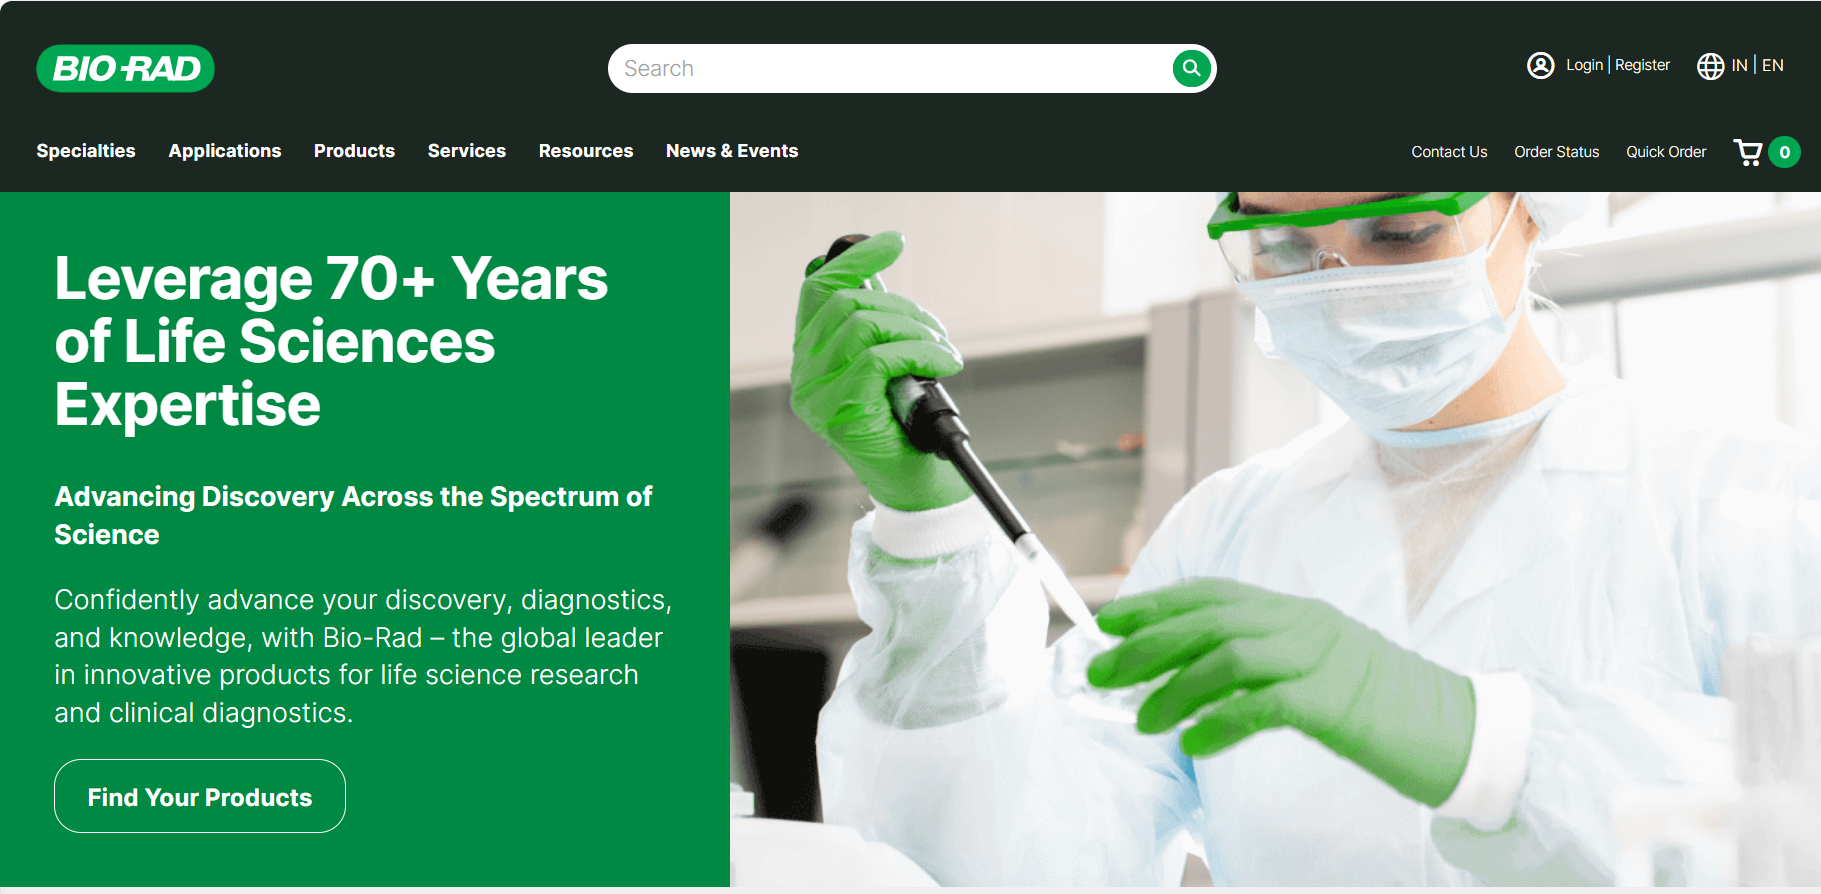 BIO-RAD
Search
Login | Register
IN | EN
Specialties
Applications
Products
Services
Resources
News & Events
Contact Us
Order Status
Quick Order
0
Leverage 70+ Years
of Life Sciences
Expertise
Advancing Discovery Across the Spectrum of
Science
Confidently advance your discovery, diagnostics,
and knowledge, with Bio-Rad – the global leader
in innovative products for life science research
and clinical diagnostics.
Find Your Products